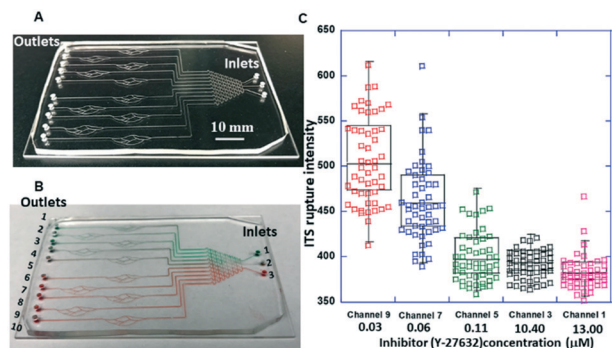 A
Outlets
Inlets
10 mm
B
Outlets
Inlets
1
2
3
4
5
6
7
8
9
10
1
2
3
C
ITS rupture intensity
650
600
550
500
450
400
350
Channel 9 Channel 7 Channel 5 Channel 3 Channel 1
0.03 0.06 0.11 10.40 13.00
Inhibitor (Y-27632)concentration (μM)